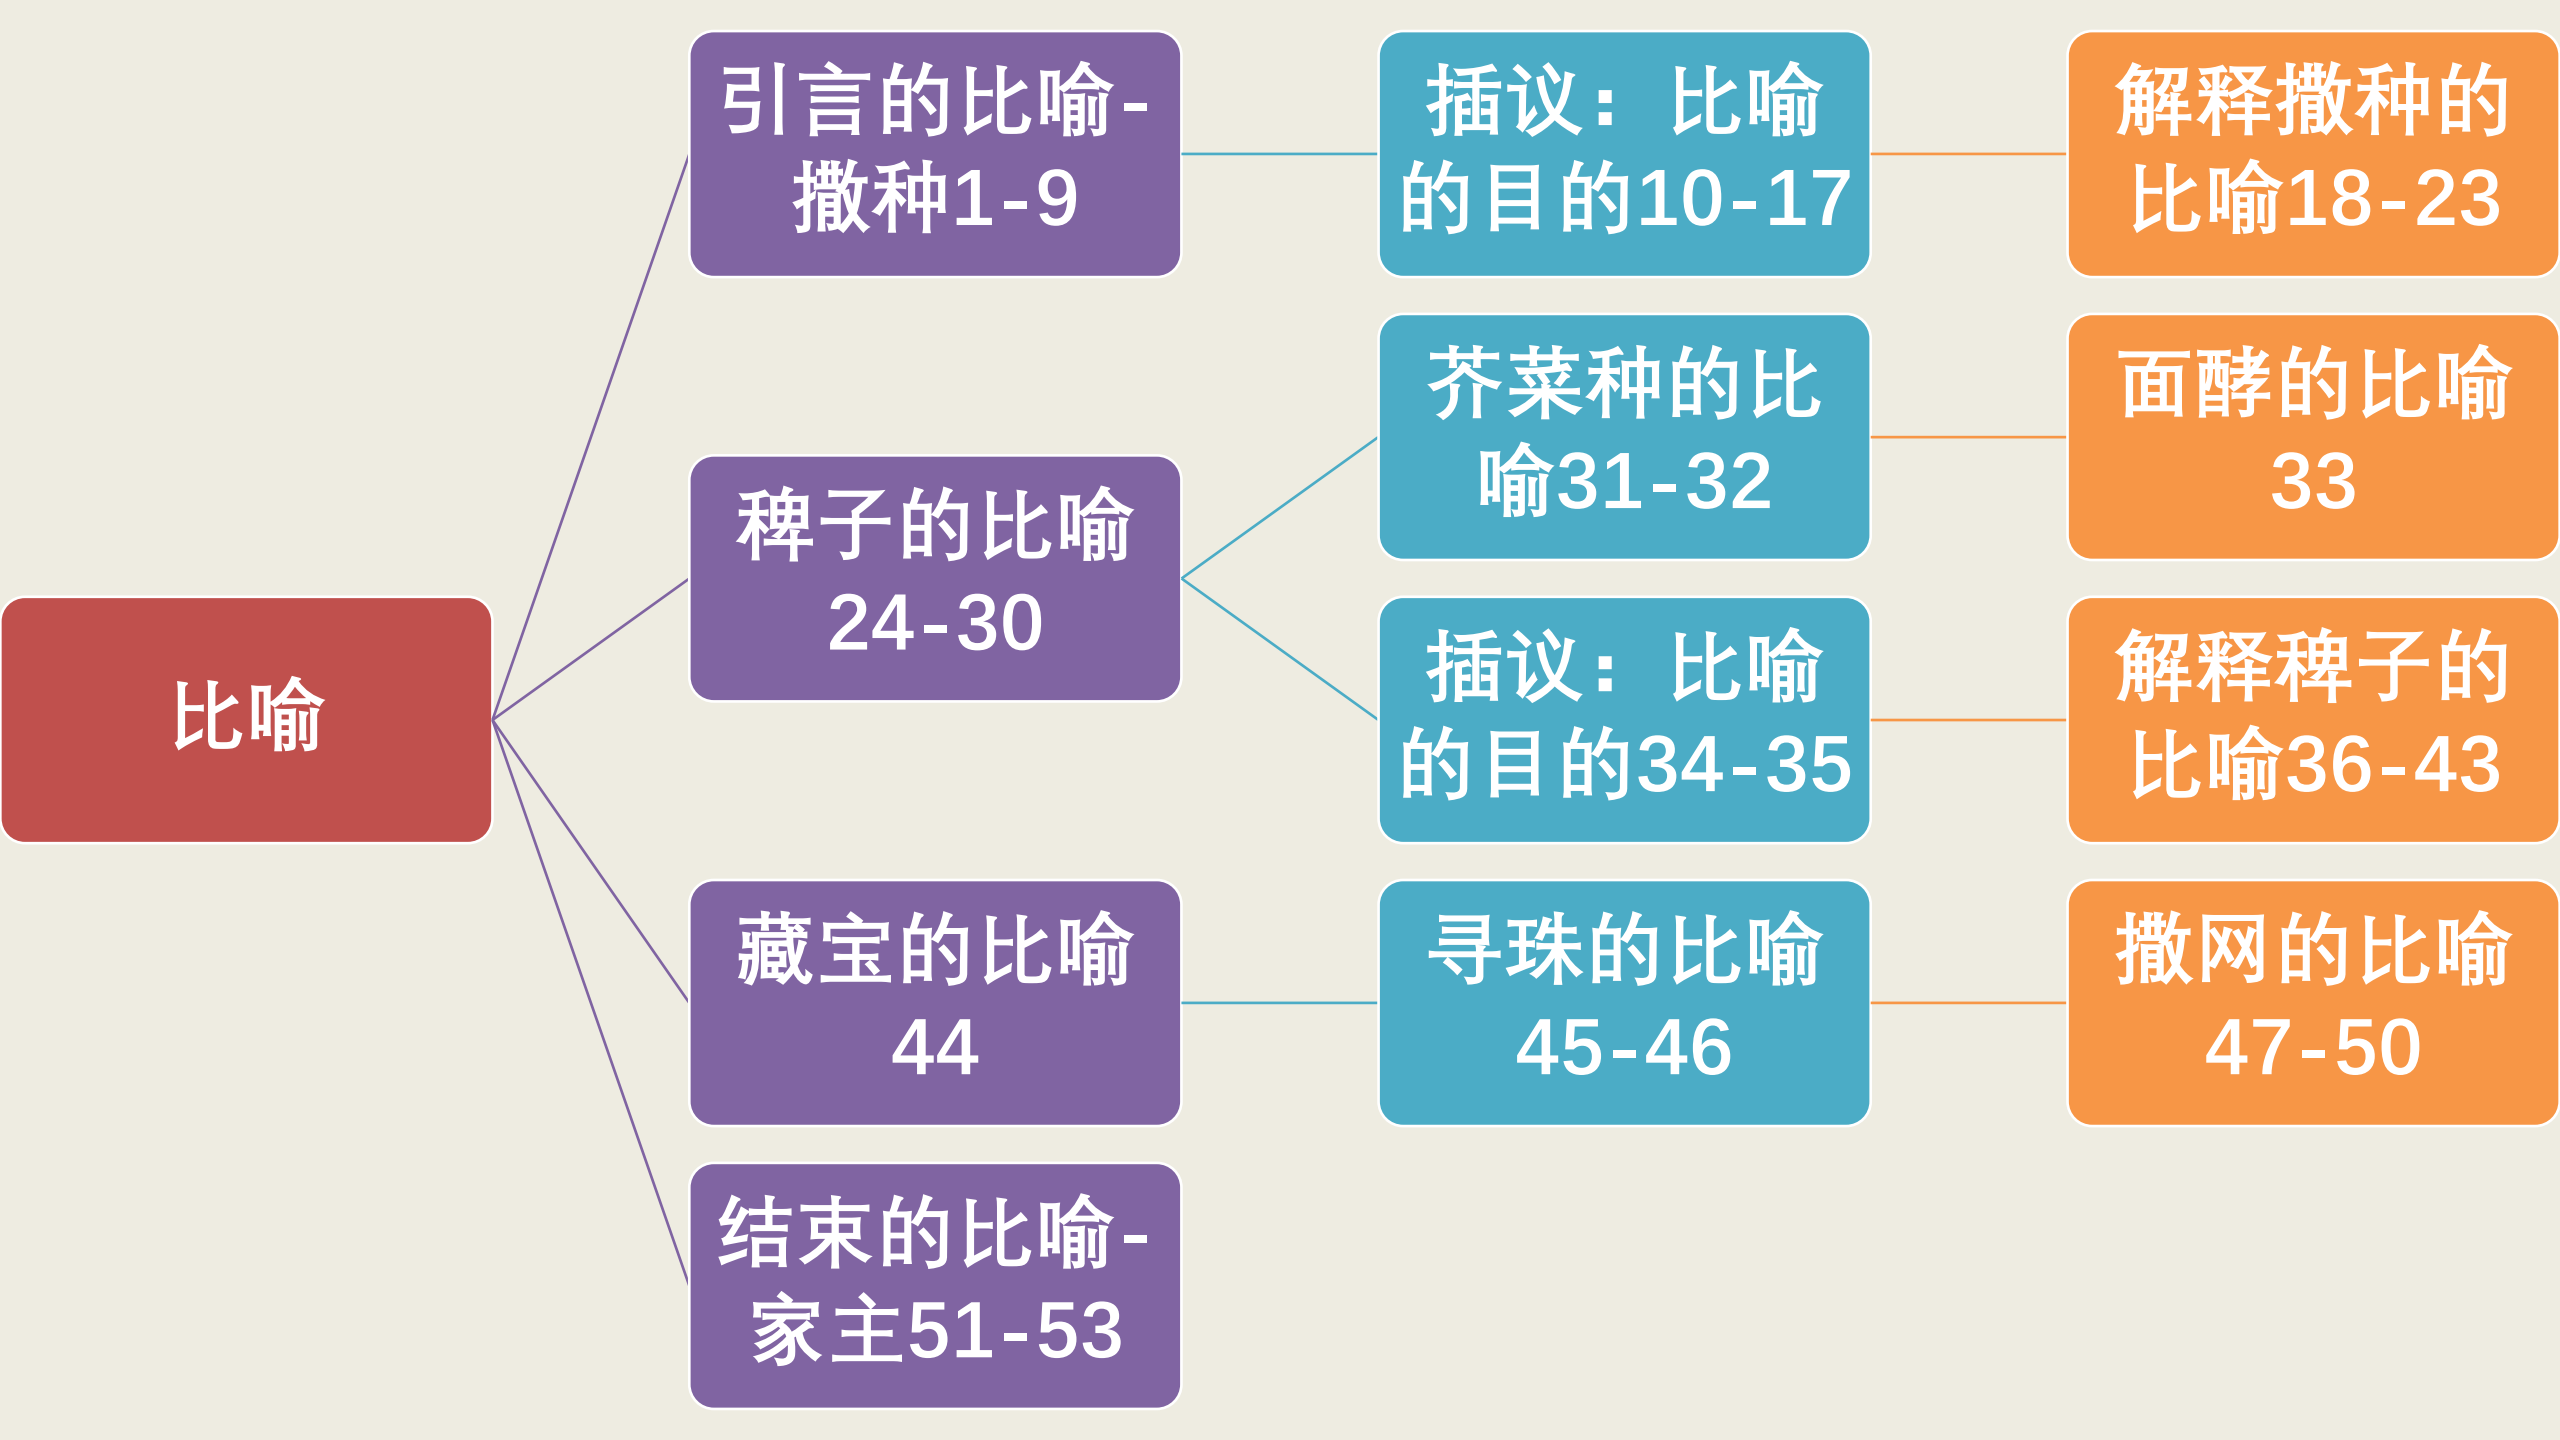 比喻
引言的比喻-
撒种1-9
插议：比喻
的目的10-17
解释撒种的
比喻18-23
稗子的比喻
24-30
芥菜种的比
喻31-32
面酵的比喻
33
插议：比喻
的目的34-35
解释稗子的
比喻36-43
藏宝的比喻
44
寻珠的比喻
45-46
撒网的比喻
47-50
结束的比喻-
家主51-53